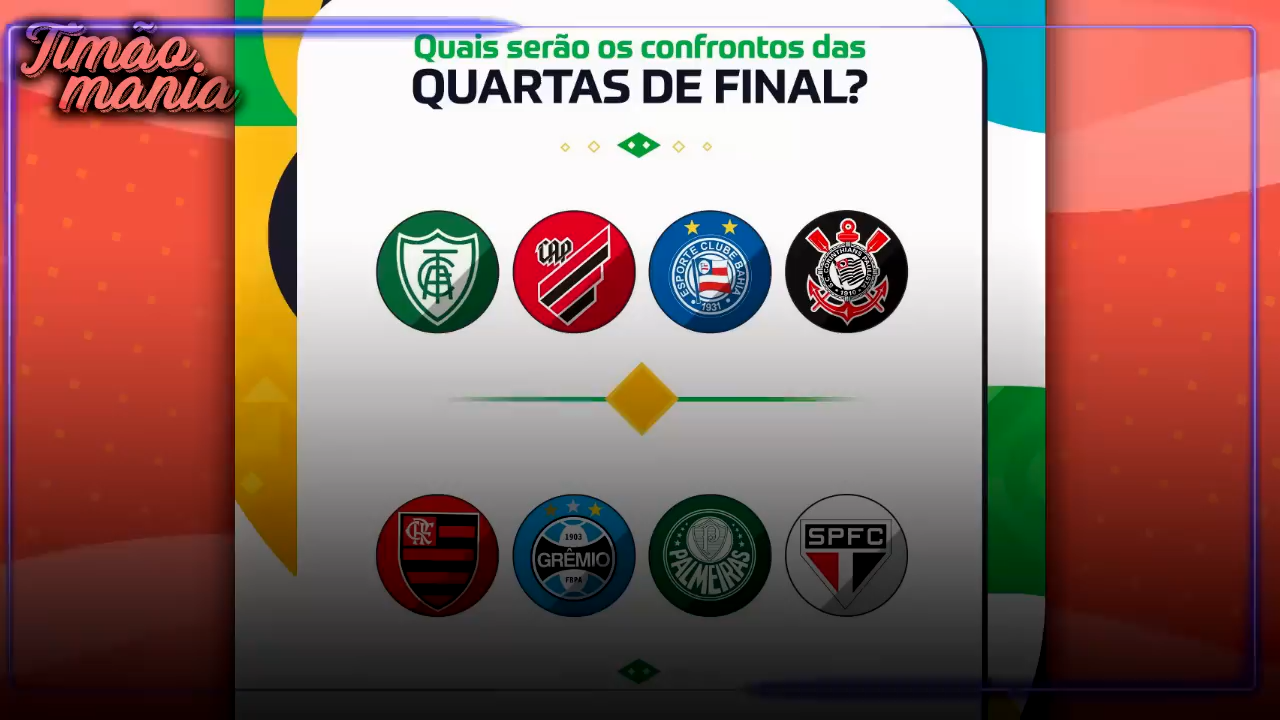 Timão.
mania
Quais serão os confrontos das
QUARTAS DE FINAL?
CAP
ESPORTE CLUBE BAHIA
1931
1910
1903
GRÊMIO
FBPA
PALMEIRAS
SPFC